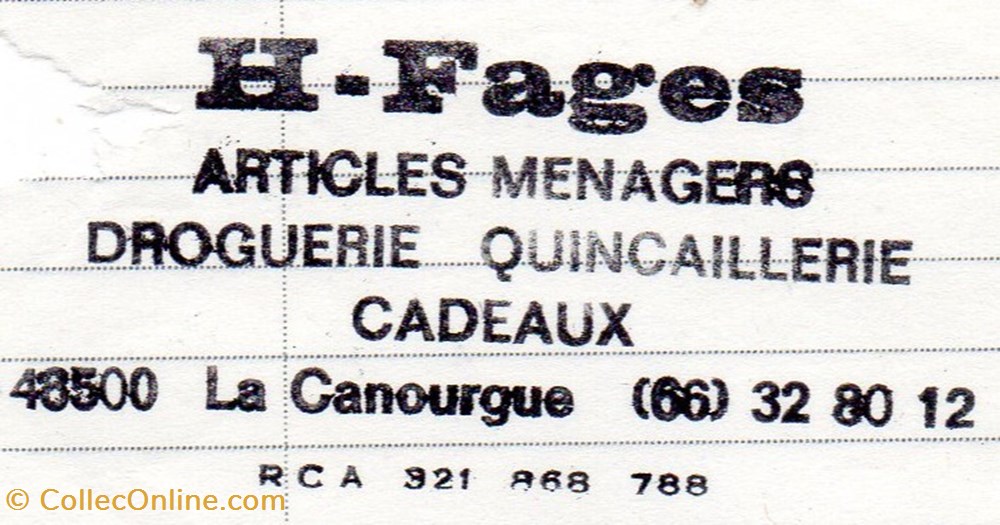 H-Fages
ARTICLES MENAGERS
DROGUERIE QUINCAILLERIE
CADEAUX
48500 La Canourgue (66) 32 80 12
RCA 321 868 788
© CollecOnline.com